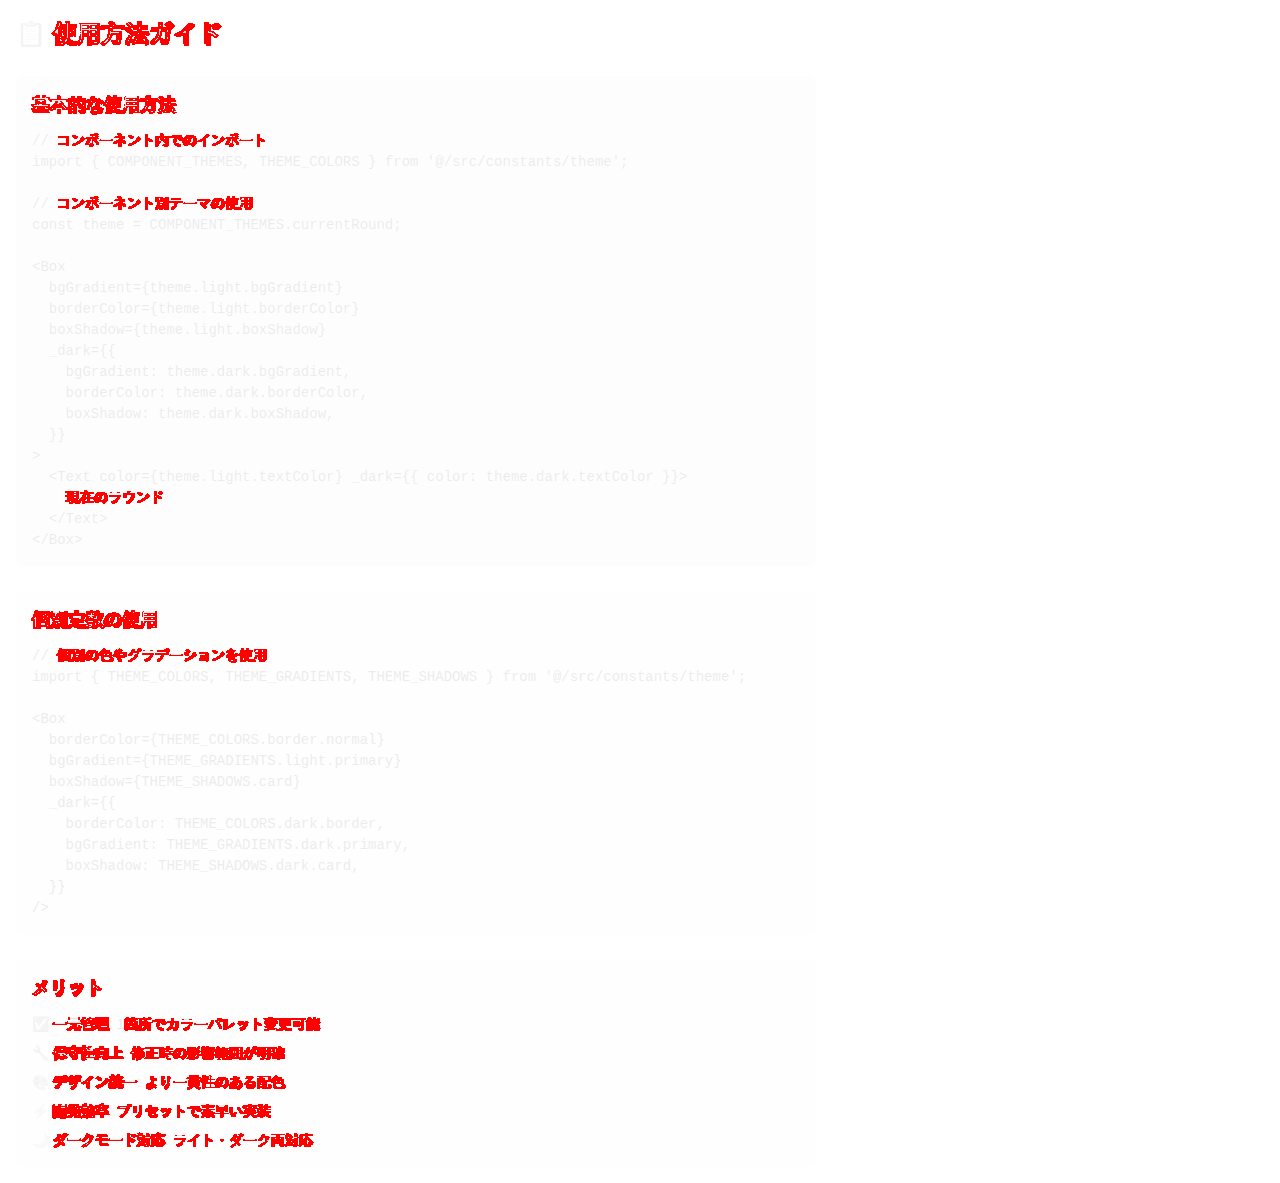 📋 使用方法ガイド
基本的な使用方法
// コンポーネント内でのインポート
import { COMPONENT_THEMES, THEME_COLORS } from '@/src/constants/theme';
// コンポーネント別テーマの使用
const theme = COMPONENT_THEMES.currentRound;
<Box
  bgGradient={theme.light.bgGradient}
  borderColor={theme.light.borderColor}
  boxShadow={theme.light.boxShadow}
  _dark={{
    bgGradient: theme.dark.bgGradient,
    borderColor: theme.dark.borderColor,
    boxShadow: theme.dark.boxShadow,
  }}
>
  <Text color={theme.light.textColor} _dark={{ color: theme.dark.textColor }}>
    現在のラウンド
  </Text>
</Box>
個別定数の使用
// 個別の色やグラデーションを使用
import { THEME_COLORS, THEME_GRADIENTS, THEME_SHADOWS } from '@/src/constants/theme';
<Box
  borderColor={THEME_COLORS.border.normal}
  bgGradient={THEME_GRADIENTS.light.primary}
  boxShadow={THEME_SHADOWS.card}
  _dark={{
    borderColor: THEME_COLORS.dark.border,
    bgGradient: THEME_GRADIENTS.dark.primary,
    boxShadow: THEME_SHADOWS.dark.card,
  }}
/>
メリット
✅ 一元管理 箇所でカラーパレット変更可能
🔧 保守性向上 修正時の影響範囲が明確
🎨 デザイン統一 より一貫性のある配色
開発効率 プリセットで素早い実装
ダークモード対応 ライト・ダーク両対応